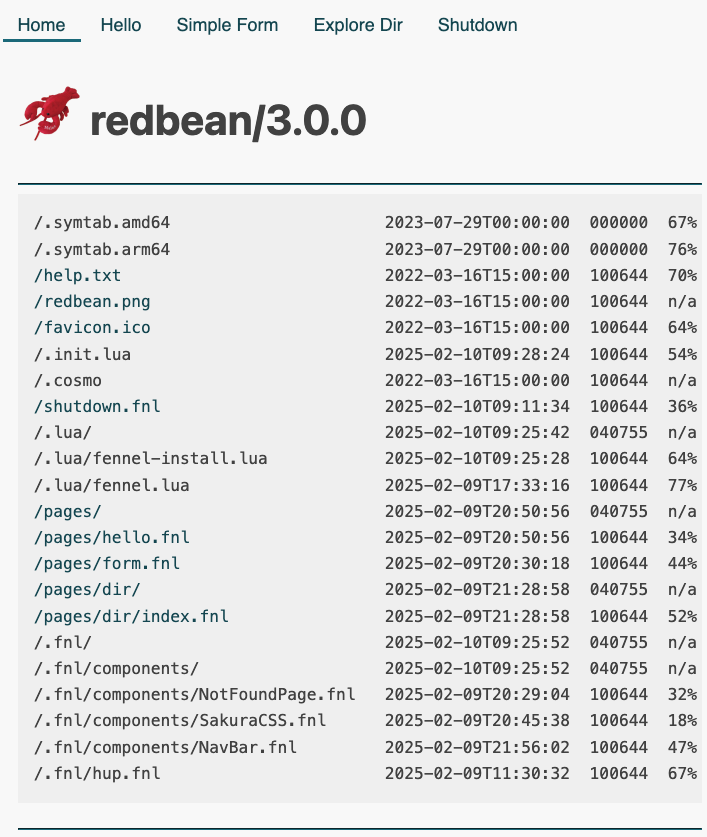 Home Hello Simple Form Explore Dir Shutdown
redbean/3.0.0
/.symtab.amd64 2023-07-29T00:00:00 000000 67%
/.symtab.arm64 2023-07-29T00:00:00 000000 76%
/help.txt 2022-03-16T15:00:00 100644 70%
/redbean.png 2022-03-16T15:00:00 100644 n/a
/favicon.ico 2022-03-16T15:00:00 100644 64%
/.init.lua 2025-02-10T09:28:24 100644 54%
/.cosmo 2022-03-16T15:00:00 100644 n/a
/shutdown.fnl 2025-02-10T09:11:34 100644 36%
/.lua/ 2025-02-10T09:25:42 040755 n/a
/.lua/fennel-install.lua 2025-02-10T09:25:28 100644 64%
/.lua/fennel.lua 2025-02-09T17:33:16 100644 77%
/pages/ 2025-02-09T20:50:56 040755 n/a
/pages/hello.fnl 2025-02-09T20:50:56 100644 34%
/pages/form.fnl 2025-02-09T20:30:18 100644 44%
/pages/dir/ 2025-02-09T21:28:58 040755 n/a
/pages/dir/index.fnl 2025-02-09T21:28:58 100644 52%
/.fnl/ 2025-02-10T09:25:52 040755 n/a
/.fnl/components/ 2025-02-10T09:25:52 040755 n/a
/.fnl/components/NotFoundPage.fnl 2025-02-09T20:29:04 100644 32%
/.fnl/components/SakuraCSS.fnl 2025-02-09T20:45:38 100644 18%
/.fnl/components/NavBar.fnl 2025-02-09T21:56:02 100644 47%
/.fnl/hup.fnl 2025-02-09T11:30:32 100644 67%